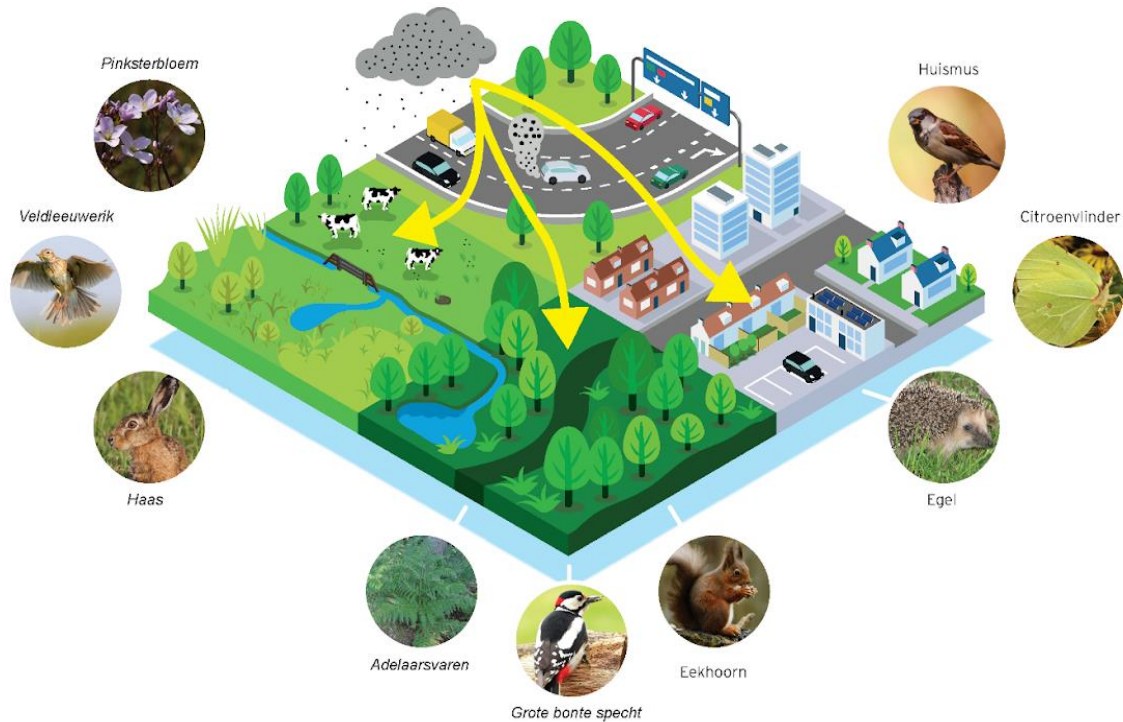 Pinksterbloem
Huismus
Veldleeuwerik
Citroenvlinder
Haas
Egel
Adelaarsvaren
Eekhoorn
Grote bonte specht